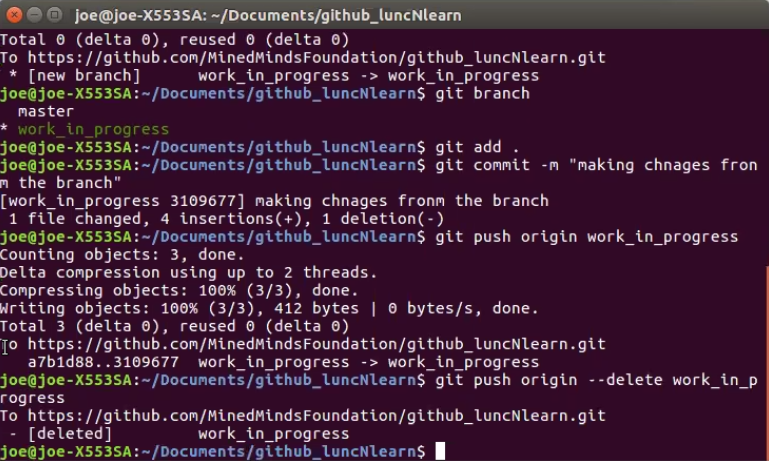 joe@joe-X553SA: ~/Documents/github_luncNlearn
Total 0 (delta 0), reused 0 (delta 0)
To https://github.com/MinedMindsFoundation/github_luncNlearn.git
 * [new branch]      work_in_progress -> work_in_progress
joe@joe-X553SA:~/Documents/github_luncNlearn$ git branch
  master
* work_in_progress
joe@joe-X553SA:~/Documents/github_luncNlearn$ git add .
joe@joe-X553SA:~/Documents/github_luncNlearn$ git commit -m "making chnages fron
m the branch"
[work_in_progress 3109677] making chnages fronm the branch
 1 file changed, 4 insertions(+), 1 deletion(-)
joe@joe-X553SA:~/Documents/github_luncNlearn$ git push origin work_in_progress
Counting objects: 3, done.
Delta compression using up to 2 threads.
Compressing objects: 100% (3/3), done.
Writing objects: 100% (3/3), 412 bytes | 0 bytes/s, done.
Total 3 (delta 0), reused 0 (delta 0)
To https://github.com/MinedMindsFoundation/github_luncNlearn.git
   a7b1d88..3109677  work_in_progress -> work_in_progress
joe@joe-X553SA:~/Documents/github_luncNlearn$ git push origin --delete work_in_p
rogress
To https://github.com/MinedMindsFoundation/github_luncNlearn.git
 - [deleted]         work_in_progress
joe@joe-X553SA:~/Documents/github_luncNlearn$